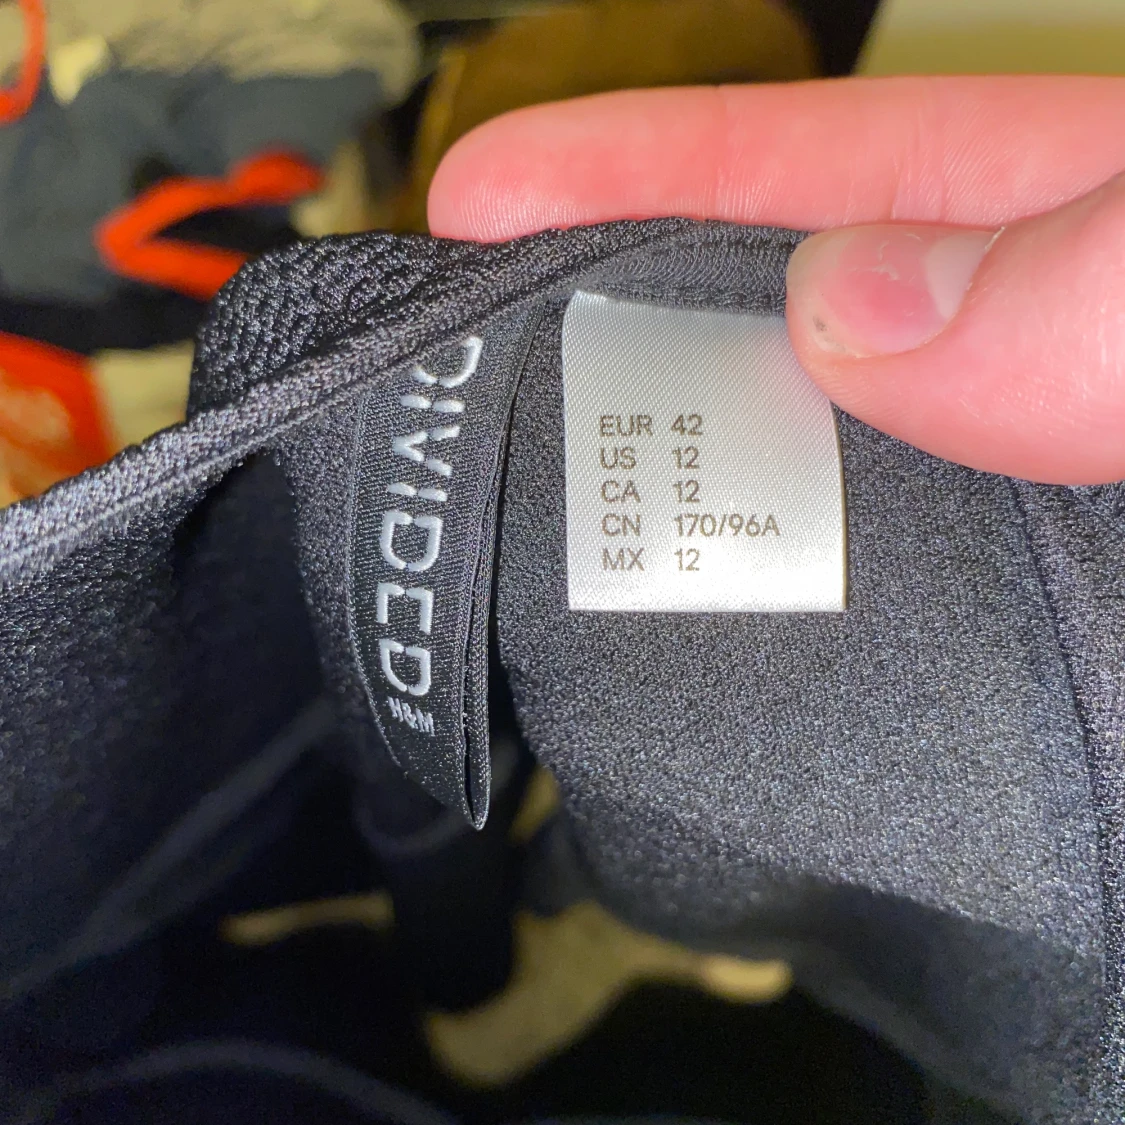 DIVIDED
H&M
EUR 42
US 12
CA 12
CN 170/96A
MX 12